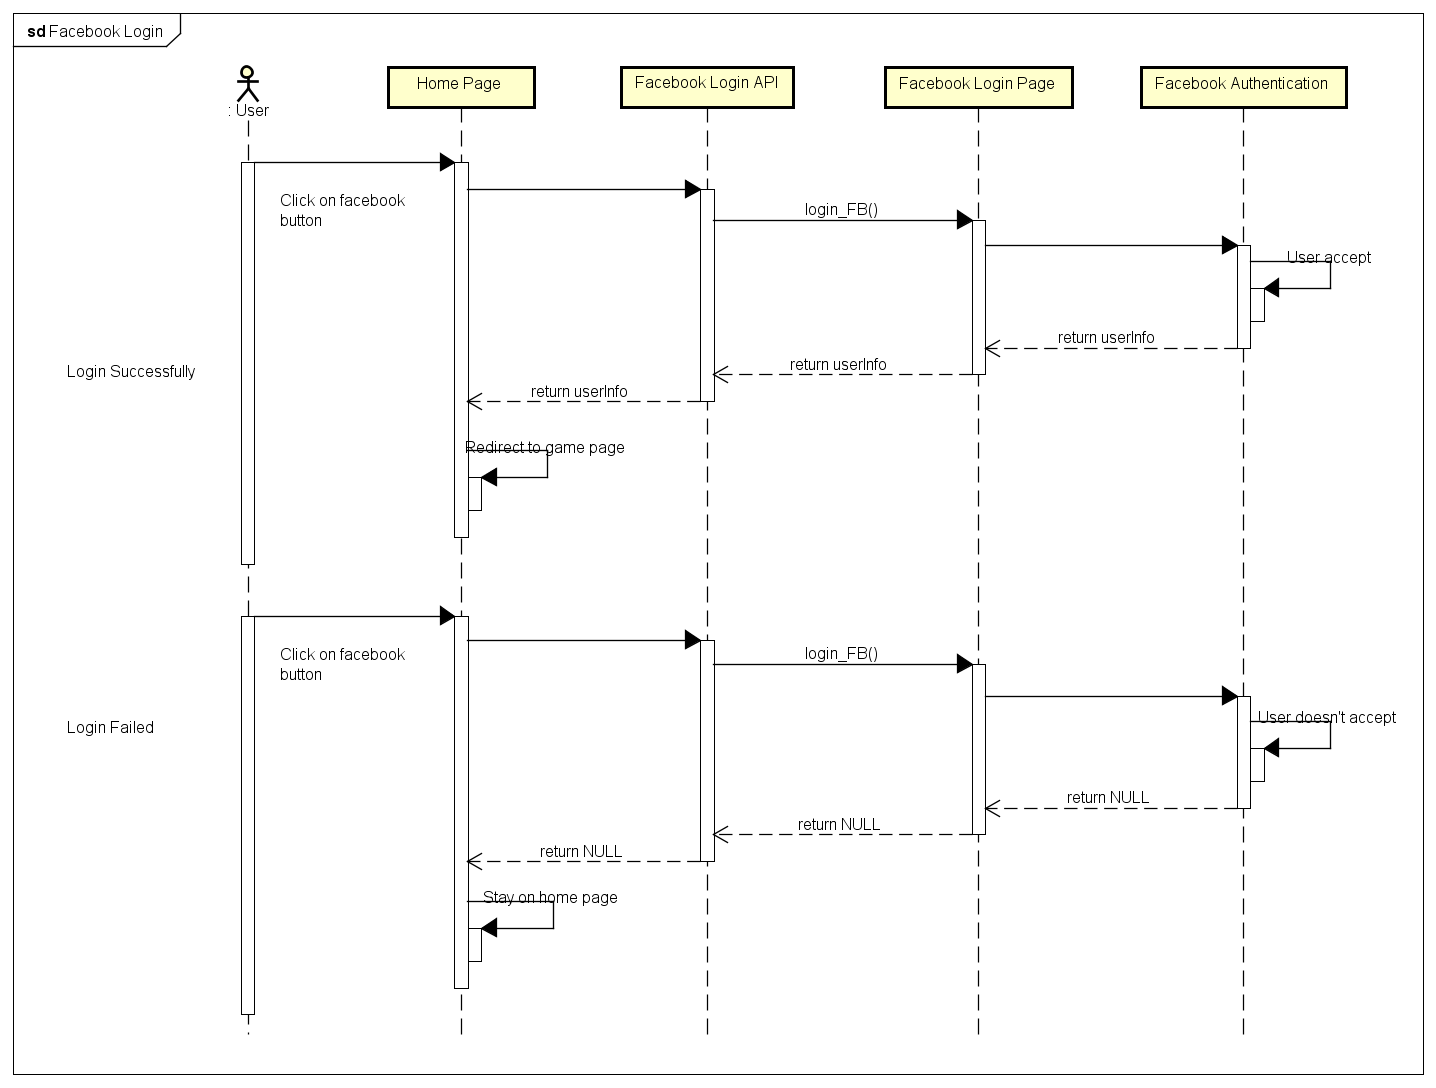 sd Facebook Login
: User
Home Page
Facebook Login API
Facebook Login Page
Facebook Authentication
Click on facebook
button
login_FB()
User accept
return userInfo
return userInfo
Login Successfully
return userInfo
Redirect to game page
Click on facebook
button
login_FB()
User doesn't accept
Login Failed
return NULL
return NULL
return NULL
Stay on home page